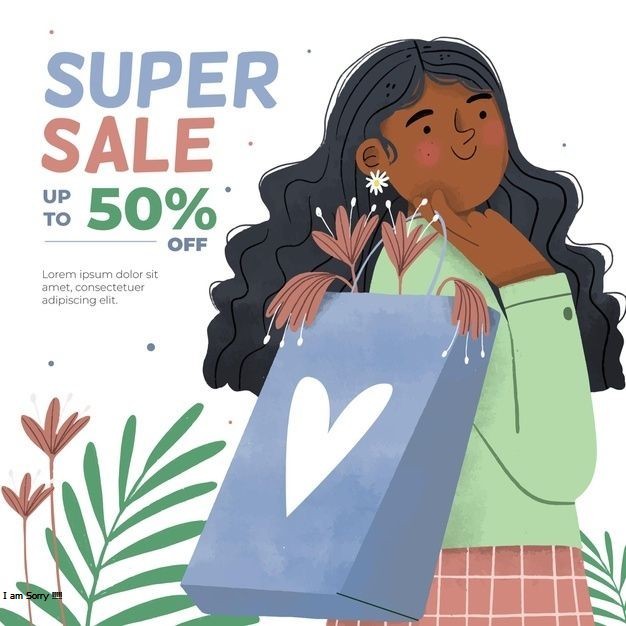 SUPER
SALE
UP
TO
50%
OFF
Lorem ipsum dolor sit
amet, consectetuer
adipiscing elit.
I am Sorry !!!!!